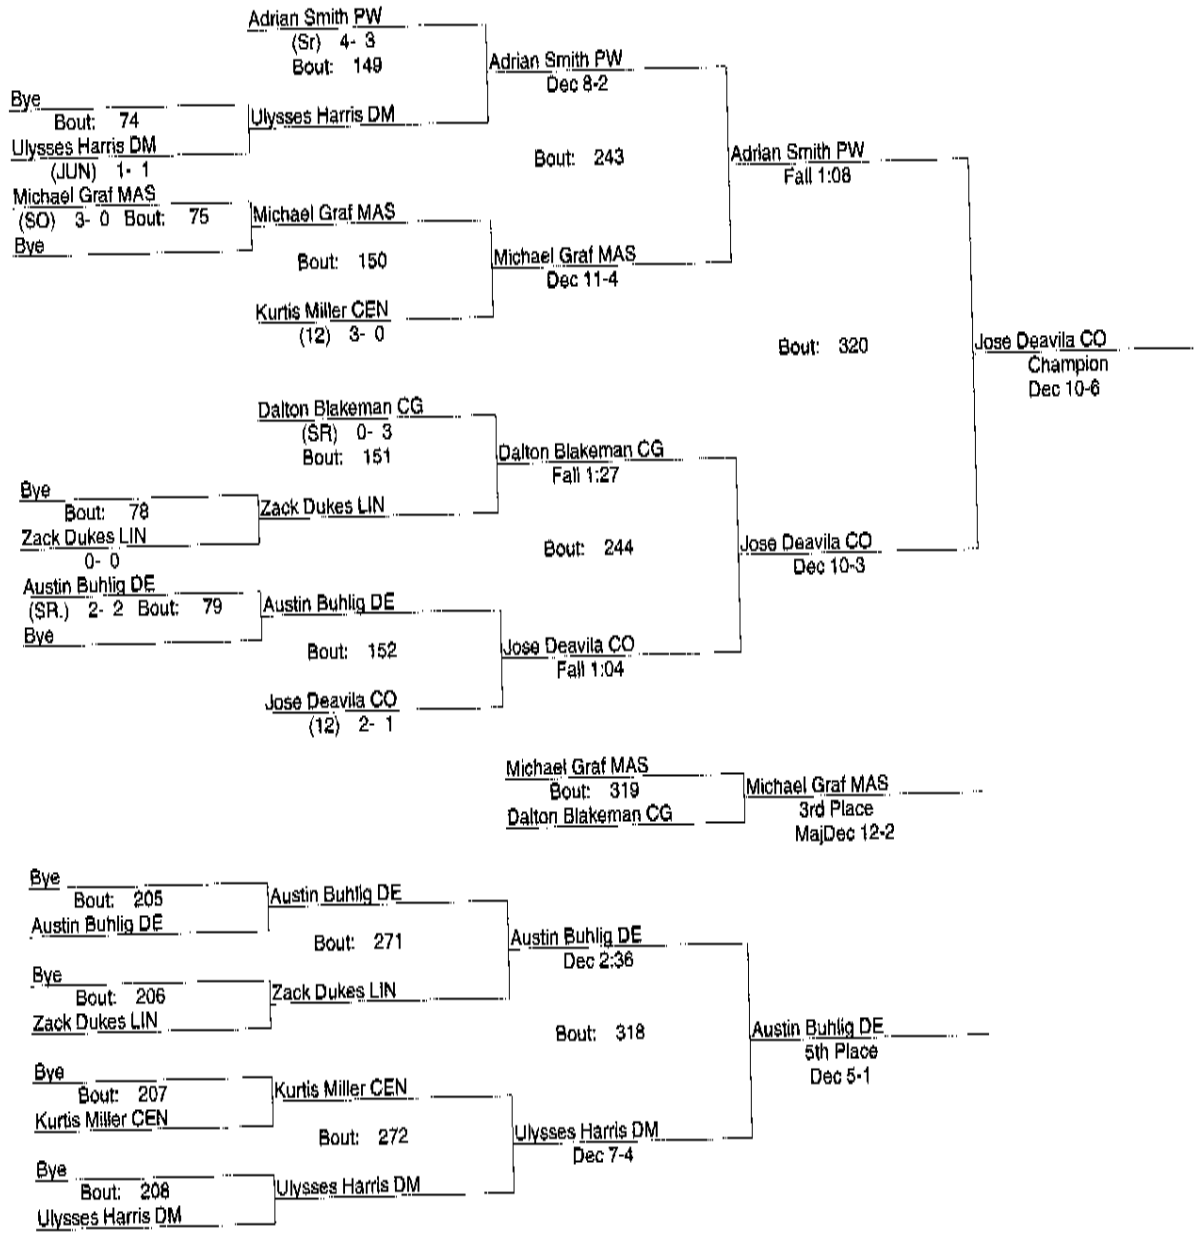 Adrian Smith PW
(Sr) 4- 3
Bout: 149
Adrian Smith PW
Dec 8-2
Bye
Bout: 74
Ulysses Harris DM
Ulysses Harris DM
(JUN) 1- 1
Bout: 243
Adrian Smith PW
Fall 1:08
Michael Graf MAS
(SO) 3- 0 Bout: 75
Michael Graf MAS
Bye
Bout: 150
Michael Graf MAS
Dec 11-4
Kurtis Miller CEN
(12) 3- 0
Bout: 320
Jose Deavila CO
Champion
Dec 10-6
Dalton Blakeman CG
(SR) 0- 3
Bout: 151
Dalton Blakeman CG
Fall 1:27
Bye
Bout: 78
Zack Dukes LIN
Zack Dukes LIN
0- 0
Bout: 244
Jose Deavila CO
Dec 10-3
Austin Buhlig DE
(SR.) 2- 2 Bout: 79
Austin Buhlig DE
Bye
Bout: 152
Jose Deavila CO
Fall 1:04
Jose Deavila CO
(12) 2- 1
Michael Graf MAS
Bout: 319
Michael Graf MAS
Dalton Blakeman CG
3rd Place
MajDec 12-2
Bye
Bout: 205
Austin Buhlig DE
Austin Buhlig DE
Bout: 271
Austin Buhlig DE
Dec 2:36
Bye
Bout: 206
Zack Dukes LIN
Zack Dukes LIN
Bout: 318
Austin Buhlig DE
5th Place
Dec 5-1
Bye
Bout: 207
Kurtis Miller CEN
Kurtis Miller CEN
Bout: 272
Ulysses Harris DM
Dec 7-4
Bye
Bout: 208
Ulysses Harris DM
Ulysses Harris DM